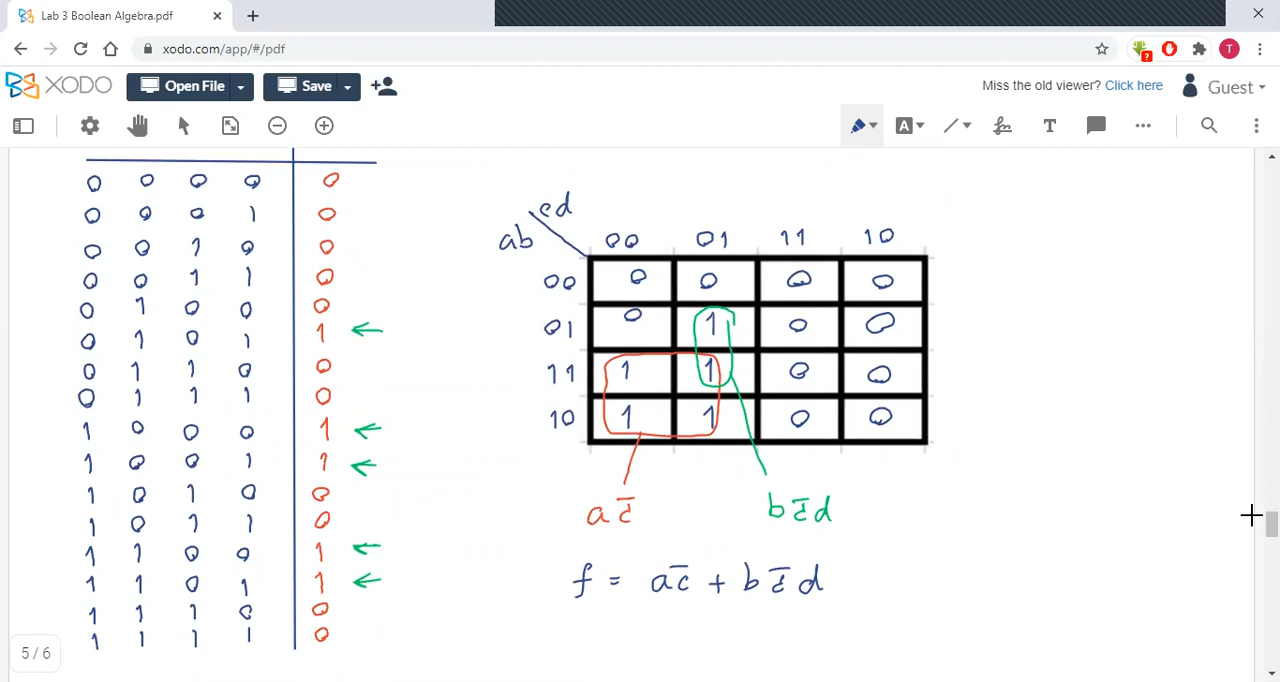 Lab 3 Boolean Algebra.pdf
xodo.com/app/#/pdf
T
XODO
Open File
Save
Miss the old viewer? Click here
Guest
A
T
0 0 0 0 0
0 0 0 1 0
0 0 1 0 0
0 0 1 1 0
0 1 0 0 0
0 1 0 1 1 ←
0 1 1 0 0
0 1 1 1 0
1 0 0 0 1 ←
1 0 0 1 1 ←
1 0 1 0 0
1 0 1 1 0
1 1 0 0 1 ←
1 1 0 1 1 ←
1 1 1 0 0
1 1 1 1 0
cd
ab
00 01 11 10
00 0 0 0 0
01 0 1 0 0
11 1 1 0 0
10 1 1 0 0
a c̅
b c̅ d
f = a c̅ + b c̅ d
5 / 6